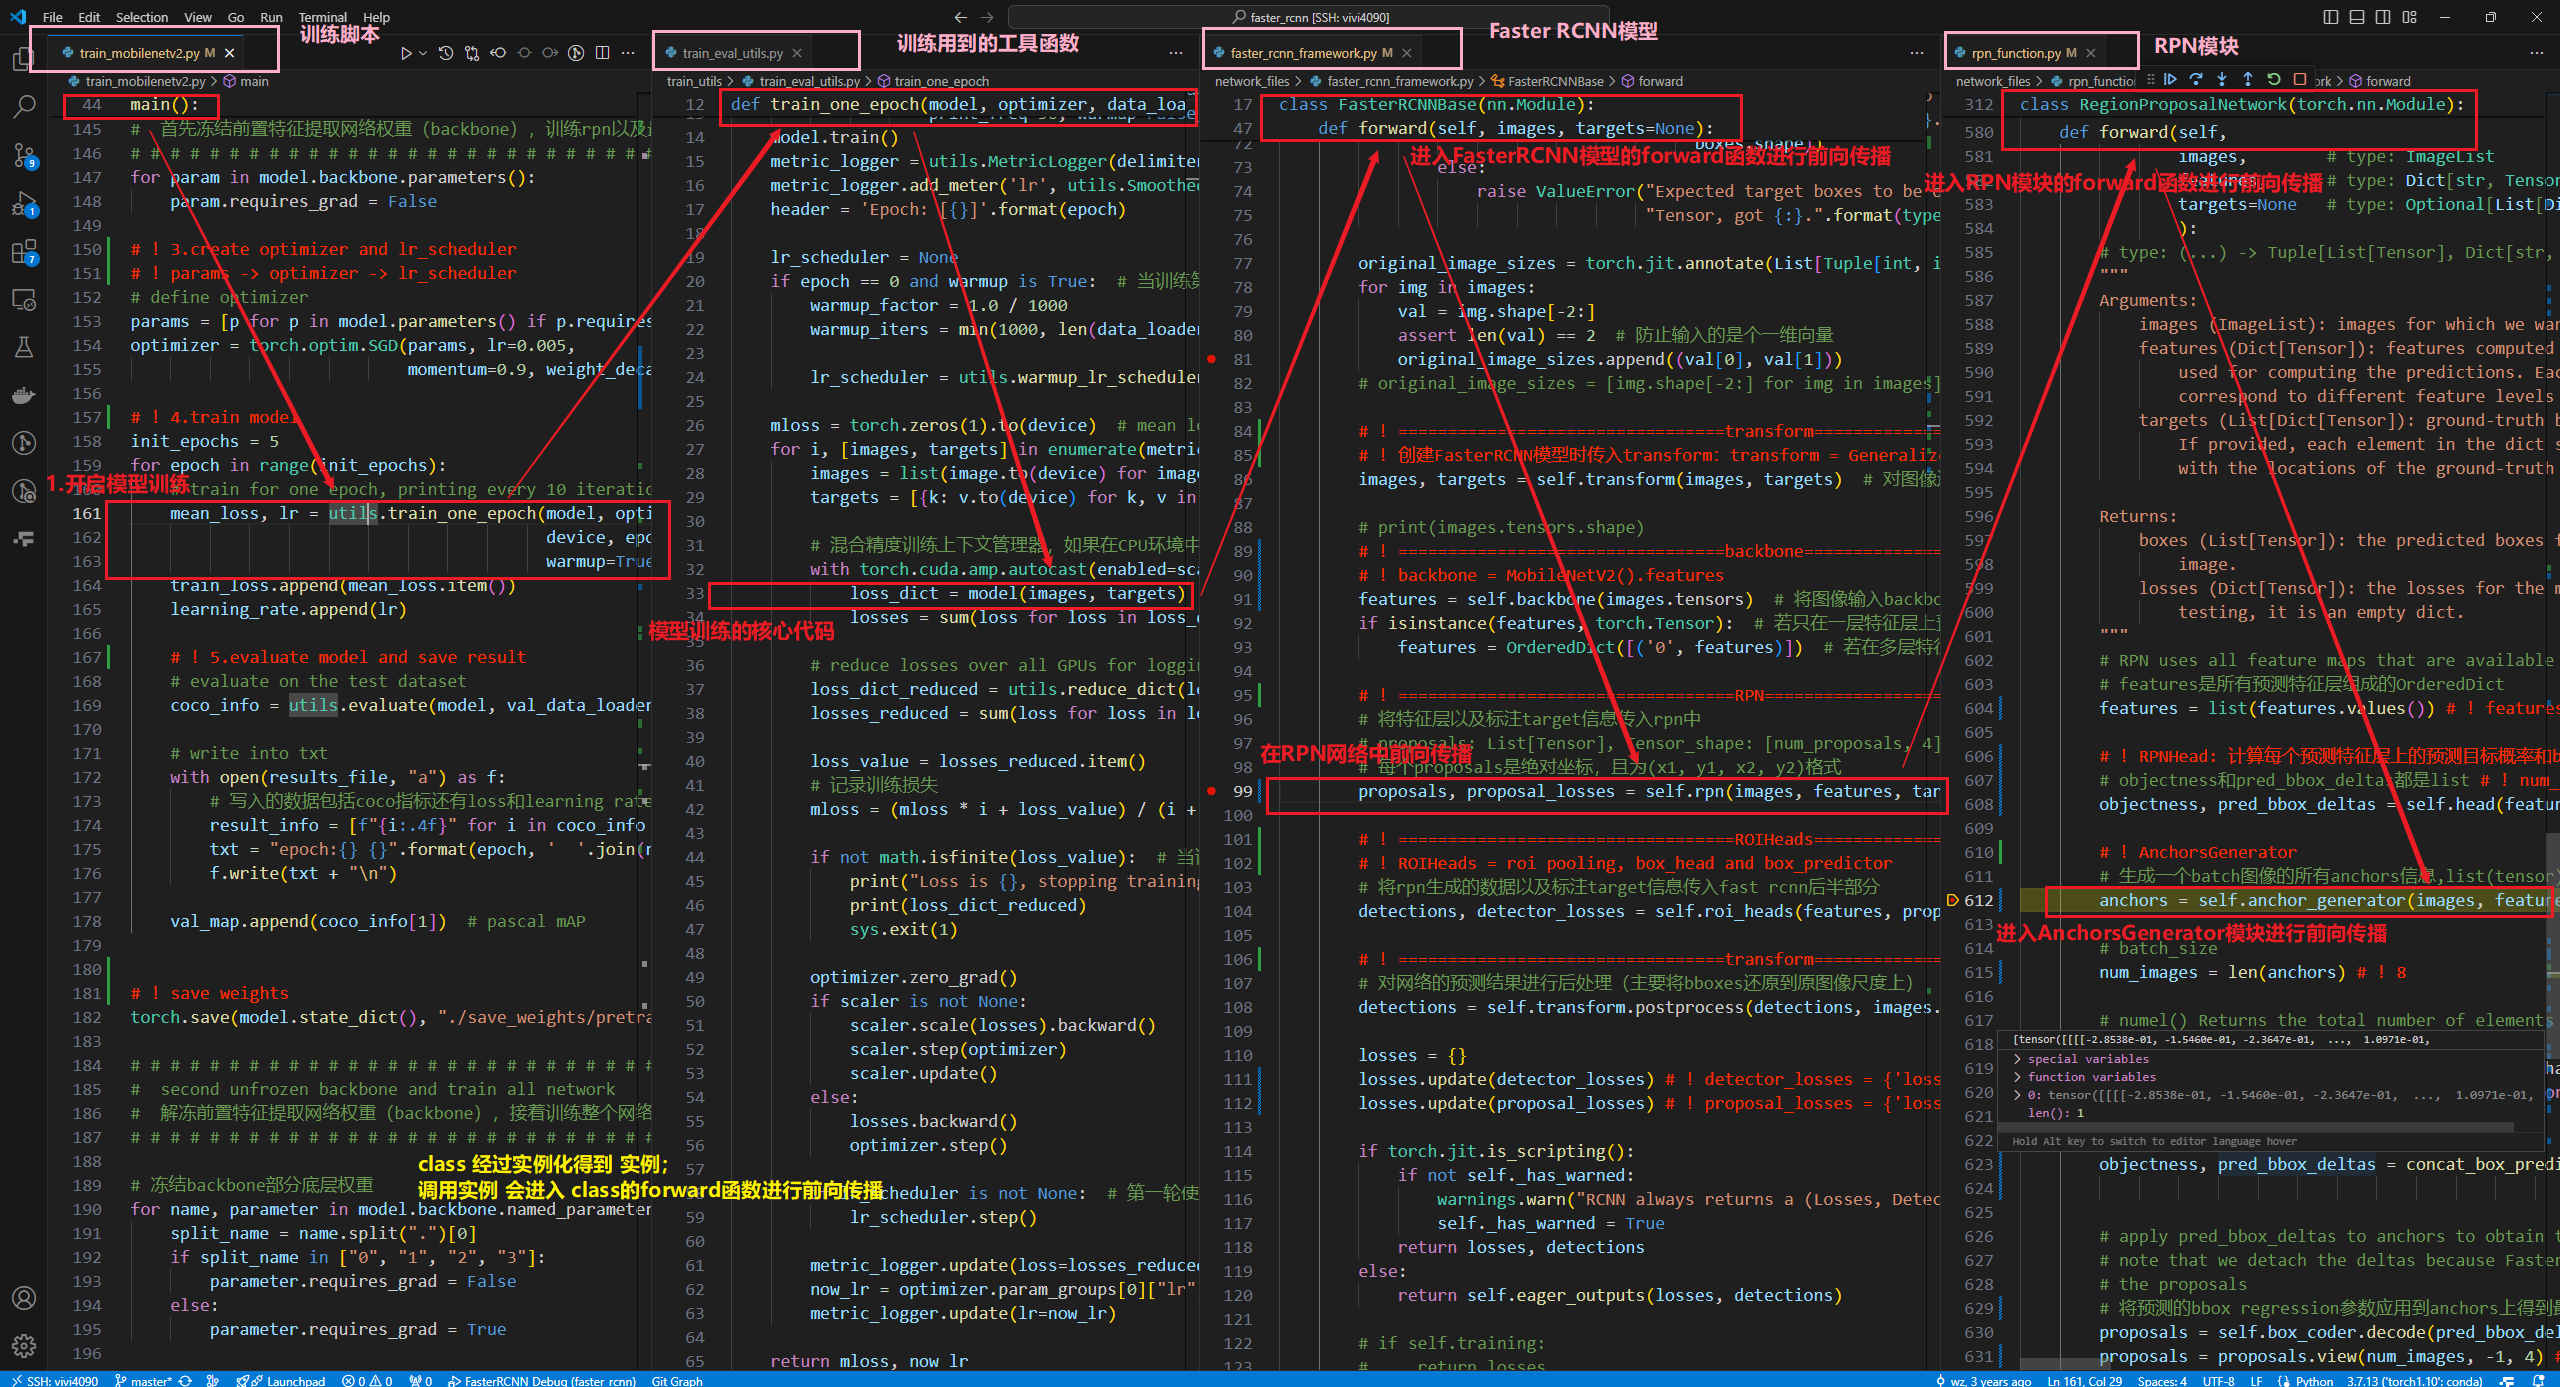 File Edit Selection View Go Run Terminal Help
faster_rcnn [SSH: vivi4090]
训练脚本
训练用到的工具函数
Faster RCNN模型
RPN模块
train_mobilenetv2.py M
train_mobilenetv2.py > main
44 main():
145 # 首先冻结前置特征提取网络权重（backbone），训练rpn以及
146 # # # # # # # # # # # # # # # # # # # # # # # # # # #
147 for param in model.backbone.parameters():
148 param.requires_grad = False
149
150 # ! 3.create optimizer and lr_scheduler
151 # ! params -> optimizer -> lr_scheduler
152 # define optimizer
153 params = [p for p in model.parameters() if p.requires
154 optimizer = torch.optim.SGD(params, lr=0.005,
155 momentum=0.9, weight_deca
156
157 # ! 4.train model
158 init_epochs = 5
159 for epoch in range(init_epochs):
1.开启模型训练
160 # train for one epoch, printing every 10 iteratio
161 mean_loss, lr = utils.train_one_epoch(model, opti
162 device, epo
163 warmup=True
164 train_loss.append(mean_loss.item())
165 learning_rate.append(lr)
166
167 # ! 5.evaluate model and save result
168 # evaluate on the test dataset
169 coco_info = utils.evaluate(model, val_data_loader
170
171 # write into txt
172 with open(results_file, "a") as f:
173 # 写入的数据包括coco指标还有loss和learning rate
174 result_info = [f"{i:.4f}" for i in coco_info
175 txt = "epoch:{} {}".format(epoch, '  '.join(r
176 f.write(txt + "\n")
177
178 val_map.append(coco_info[1])  # pascal mAP
179
180
181 # ! save weights
182 torch.save(model.state_dict(), "./save_weights/pretra
183
184 # # # # # # # # # # # # # # # # # # # # # # # # # # #
185 #  second unfrozen backbone and train all network
186 #  解冻前置特征提取网络权重（backbone），接着训练整个网络
187 # # # # # # # # # # # # # # # # # # # # # # # # # # #
188
189 # 冻结backbone部分底层权重
190 for name, parameter in model.backbone.named_parameter
191 split_name = name.split(".")[0]
192 if split_name in ["0", "1", "2", "3"]:
193 parameter.requires_grad = False
194 else:
195 parameter.requires_grad = True
196
class 经过实例化得到 实例；
调用实例 会进入 class的forward函数进行前向传播
train_eval_utils.py
train_utils > train_eval_utils.py > train_one_epoch
12 def train_one_epoch(model, optimizer, data_loa
14 model.train()
15 metric_logger = utils.MetricLogger(delimiter
16 metric_logger.add_meter('lr', utils.Smoothed
17 header = 'Epoch: [{}]'.format(epoch)
19 lr_scheduler = None
20 if epoch == 0 and warmup is True:  # 当训练第
21 warmup_factor = 1.0 / 1000
22 warmup_iters = min(1000, len(data_loader
23
24 lr_scheduler = utils.warmup_lr_scheduler
25
26 mloss = torch.zeros(1).to(device)  # mean lo
27 for i, [images, targets] in enumerate(metric
28 images = list(image.to(device) for image
29 targets = [{k: v.to(device) for k, v in
30
31 # 混合精度训练上下文管理器，如果在CPU环境中
32 with torch.cuda.amp.autocast(enabled=sca
33 loss_dict = model(images, targets)
34 losses = sum(loss for loss in loss_d
模型训练的核心代码
36 # reduce losses over all GPUs for loggin
37 loss_dict_reduced = utils.reduce_dict(lo
38 losses_reduced = sum(loss for loss in lo
39
40 loss_value = losses_reduced.item()
41 # 记录训练损失
42 mloss = (mloss * i + loss_value) / (i +
43
44 if not math.isfinite(loss_value):  # 当
45 print("Loss is {}, stopping training
46 print(loss_dict_reduced)
47 sys.exit(1)
48
49 optimizer.zero_grad()
50 if scaler is not None:
51 scaler.scale(losses).backward()
52 scaler.step(optimizer)
53 scaler.update()
54 else:
55 losses.backward()
56 optimizer.step()
57
_scheduler is not None:  # 第一轮使
59 lr_scheduler.step()
60
61 metric_logger.update(loss=losses_reduced
62 now_lr = optimizer.param_groups[0]["lr"
63 metric_logger.update(lr=now_lr)
64
65 return mloss, now_lr
faster_rcnn_framework.py M
network_files > faster_rcnn_framework.py > FasterRCNNBase > forward
17 class FasterRCNNBase(nn.Module):
47 def forward(self, images, targets=None):
72 boxes.shape))
进入FasterRCNN模型的forward函数进行前向传播
73 else:
74 raise ValueError("Expected target boxes to be o
75 "Tensor, got {:}.".format(type
76
77 original_image_sizes = torch.jit.annotate(List[Tuple[int, i
78 for img in images:
79 val = img.shape[-2:]
80 assert len(val) == 2  # 防止输入的是个一维向量
81 original_image_sizes.append((val[0], val[1]))
82 # original_image_sizes = [img.shape[-2:] for img in images]
83
84 # ! =================================transform=============
85 # ! 创建FasterRCNN模型时传入transform: transform = Generalize
86 images, targets = self.transform(images, targets)  # 对图像
87
88 # print(images.tensors.shape)
89 # ! =================================backbone==============
90 # ! backbone = MobileNetV2().features
91 features = self.backbone(images.tensors)  # 将图像输入backbo
92 if isinstance(features, torch.Tensor):  # 若只在一层特征层上
93 features = OrderedDict([('0', features)])  # 若在多层特征
94
95 # ! ==================================RPN==================
96 # 将特征层以及标注target信息传入rpn中
97 # proposals: List[Tensor], Tensor_shape: [num_proposals, 4]
在RPN网络中前向传播
98 # 每个proposals是绝对坐标，且为(x1, y1, x2, y2)格式
99 proposals, proposal_losses = self.rpn(images, features, tar
100
101 # ! ==================================ROIHeads=============
102 # ! ROIHeads = roi pooling, box_head and box_predictor
103 # 将rpn生成的数据以及标注target信息传入fast rcnn后半部分
104 detections, detector_losses = self.roi_heads(features, prop
105
106 # ! =================================transform=============
107 # 对网络的预测结果进行后处理（主要将bboxes还原到原图像尺度上）
108 detections = self.transform.postprocess(detections, images.
109
110 losses = {}
111 losses.update(detector_losses) # ! detector_losses = {'loss
112 losses.update(proposal_losses) # ! proposal_losses = {'loss
113
114 if torch.jit.is_scripting():
115 if not self._has_warned:
116 warnings.warn("RCNN always returns a (Losses, Detec
117 self._has_warned = True
118 return losses, detections
119 else:
120 return self.eager_outputs(losses, detections)
121
122 # if self.training:
123 #     return losses
rpn_function.py M
network_files > rpn_function > forward
312 class RegionProposalNetwork(torch.nn.Module):
580 def forward(self,
581 images,        # type: ImageList
features,      # type: Dict[str, Tensor
进入RPN模块的forward函数进行前向传播
583 targets=None   # type: Optional[List[Di
584 ):
585 # type: (...) -> Tuple[List[Tensor], Dict[str,
586 """
587 Arguments:
588 images (ImageList): images for which we wan
589 features (Dict[Tensor]): features computed
590 used for computing the predictions. Eac
591 correspond to different feature levels
592 targets (List[Dict[Tensor]): ground-truth b
593 If provided, each element in the dict s
594 with the locations of the ground-truth
595
596 Returns:
597 boxes (List[Tensor]): the predicted boxes f
598 image.
599 losses (Dict[Tensor]): the losses for the m
600 testing, it is an empty dict.
601 """
602 # RPN uses all feature maps that are available
603 # features是所有预测特征层组成的OrderedDict
604 features = list(features.values()) # ! features
606 # ! RPNHead: 计算每个预测特征层上的预测目标概率和b
607 # objectness和pred_bbox_deltas都是list # ! num_
608 objectness, pred_bbox_deltas = self.head(featur
609
610 # ! AnchorsGenerator
611 # 生成一个batch图像的所有anchors信息,list(tensor)
612 anchors = self.anchor_generator(images, feature
613
进入AnchorsGenerator模块进行前向传播
614 # batch_size
615 num_images = len(anchors) # ! 8
616
617 # numel() Returns the total number of elements
618 [tensor([[[[-2.8538e-01, -1.5460e-01, -2.3647e-01,  ...,  1.0971e-01,
619 > special variables
> function variables
620 > 0: tensor([[[[-2.8538e-01, -1.5460e-01, -2.3647e-01,  ...,  1.0971e-01,
621 len(): 1
622 Hold Alt key to switch to editor language hover
623 objectness, pred_bbox_deltas = concat_box_predi
624
625
626 # apply pred_bbox_deltas to anchors to obtain t
627 # note that we detach the deltas because Faster
628 # the proposals
629 # 将预测的bbox regression参数应用到anchors上得到最
630 proposals = self.box_coder.decode(pred_bbox_del
631 proposals = proposals.view(num_images, -1, 4) #
SSH: vivi4090 master* Launchpad 0 0 0 FasterRCNN Debug (faster_rcnn) Git Graph wz, 3 years ago Ln 161, Col 29 Spaces: 4 UTF-8 LF Python 3.7.13 ('torch1.10': conda)